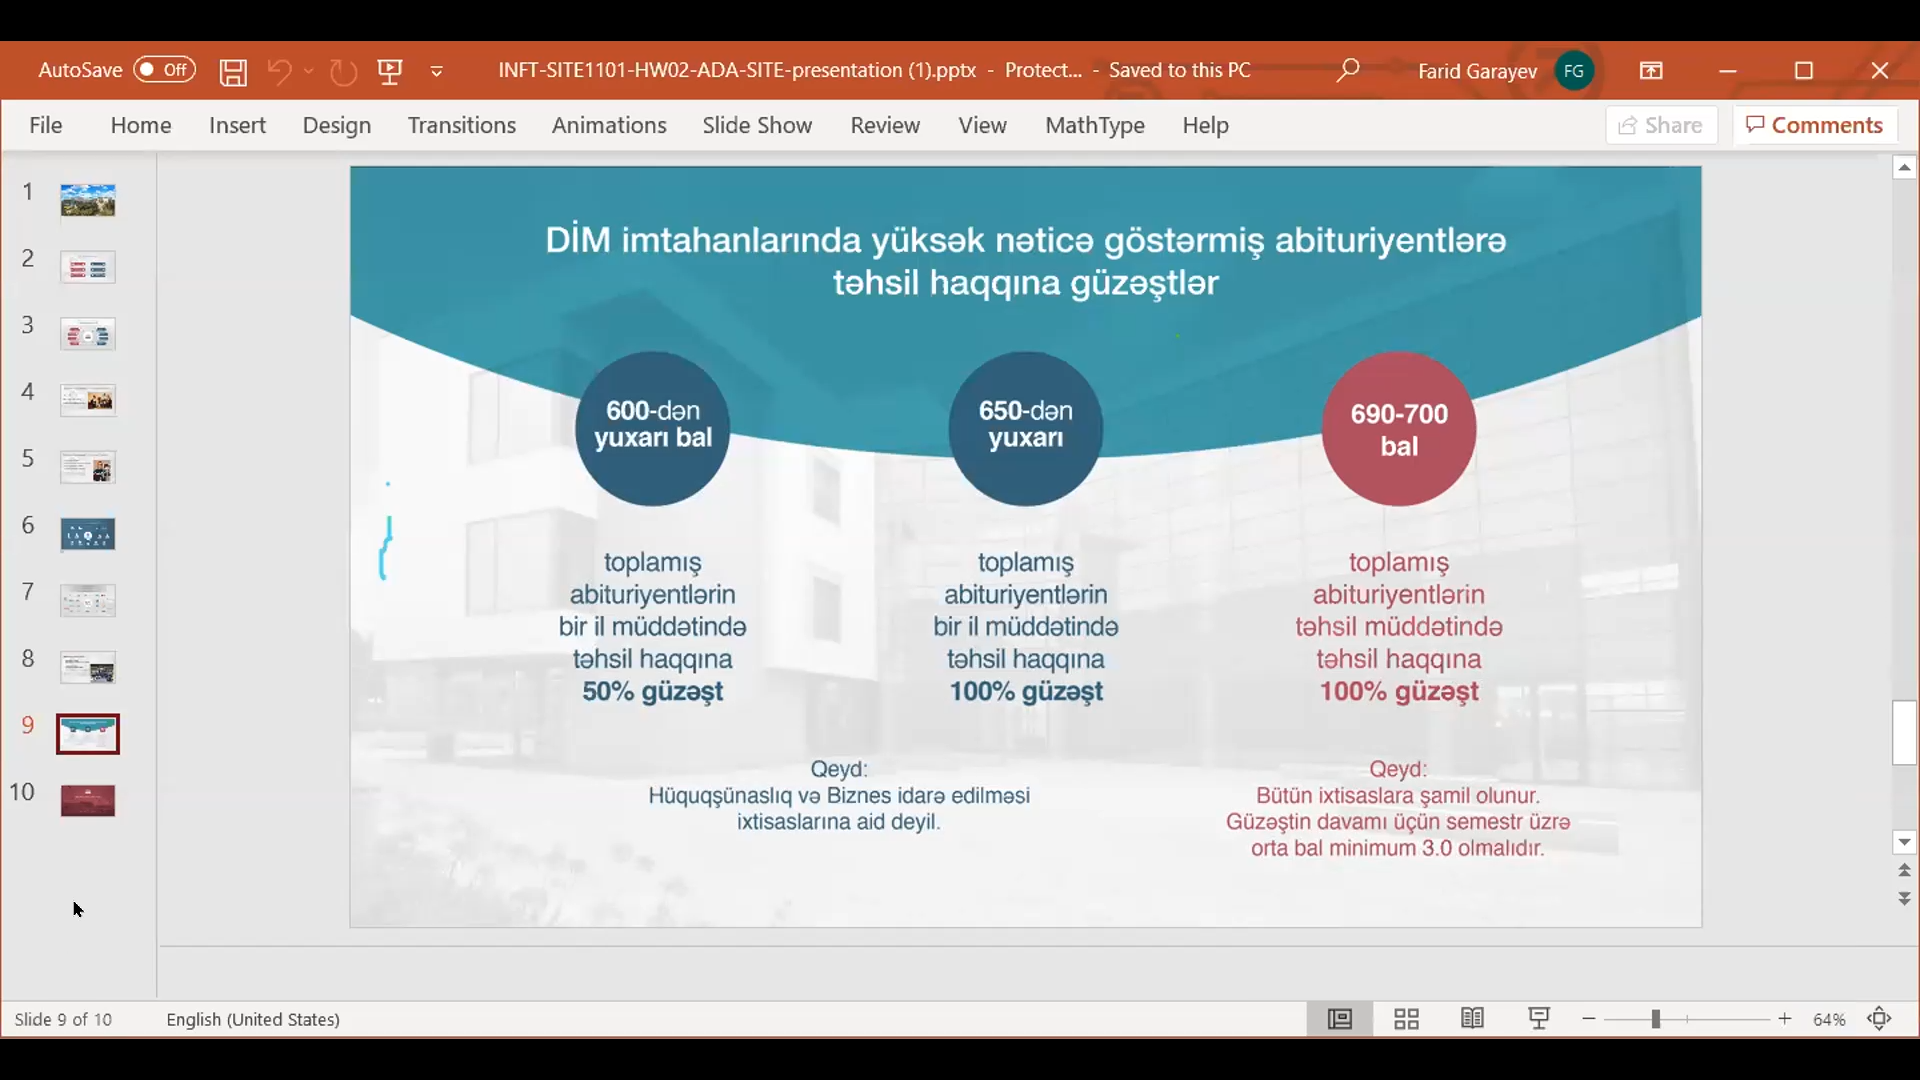 AutoSave Off INFT-SITE1101-HW02-ADA-SITE-presentation (1).pptx - Protect... - Saved to this PC Farid Garayev FG
File Home Insert Design Transitions Animations Slide Show Review View MathType Help Share Comments
1
2
3
4
5
6
7
8
9
10
DİM imtahanlarında yüksək nəticə göstərmiş abituriyentlərə
təhsil haqqına güzəştlər
600-dən
yuxarı bal
toplamış
abituriyentlərin
bir il müddətində
təhsil haqqına
50% güzəşt
650-dən
yuxarı
toplamış
abituriyentlərin
bir il müddətində
təhsil haqqına
100% güzəşt
690-700
bal
toplamış
abituriyentlərin
təhsil müddətində
təhsil haqqına
100% güzəşt
Qeyd:
Hüquqşünaslıq və Biznes idarə edilməsi
ixtisaslarına aid deyil.
Qeyd:
Bütün ixtisaslara şamil olunur.
Güzəştin davamı üçün semestr üzrə
orta bal minimum 3.0 olmalıdır.
Slide 9 of 10 English (United States) 64%